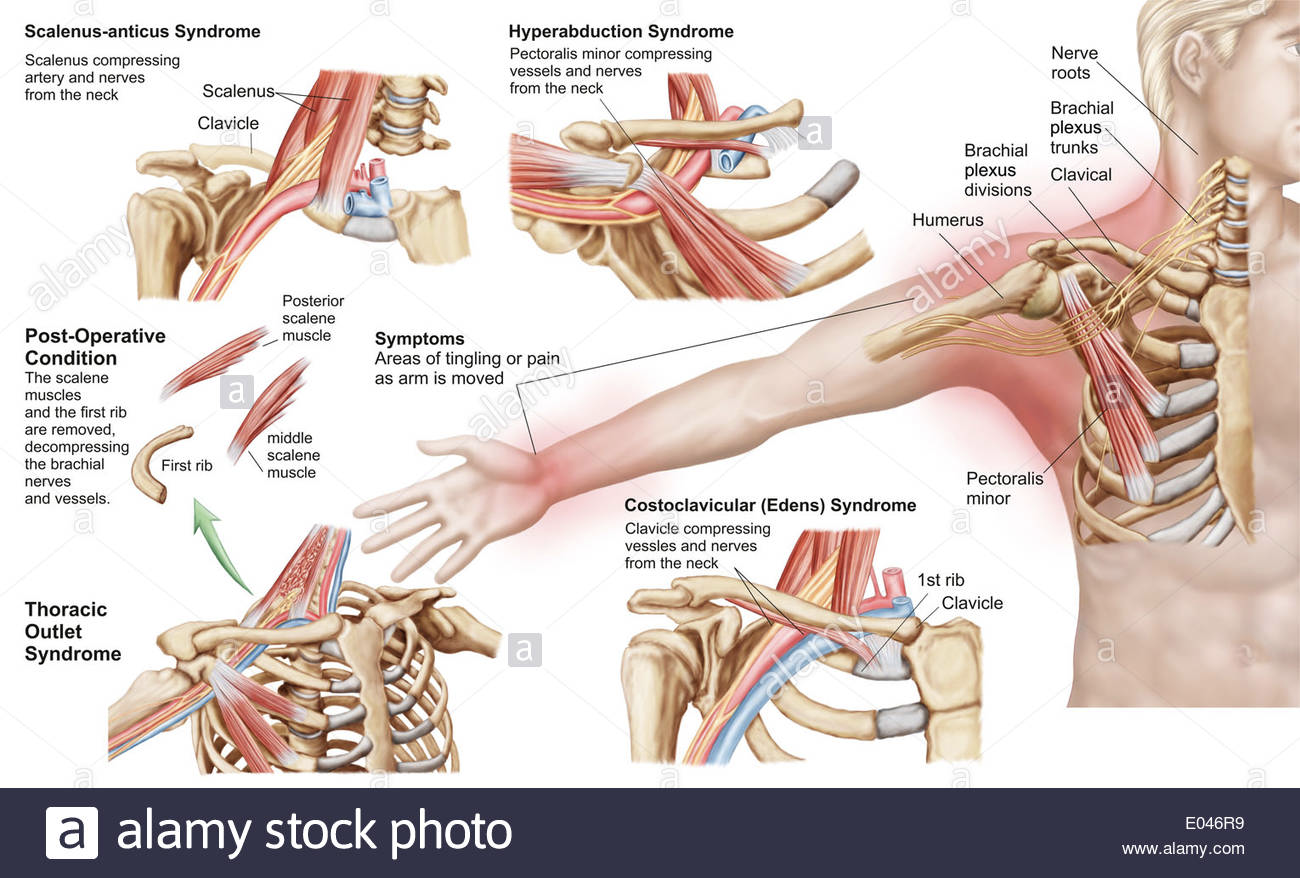 Scalenus-anticus Syndrome
Scalenus compressing
artery and nerves
from the neck
Scalenus
Clavicle
Hyperabduction Syndrome
Pectoralis minor compressing
vessels and nerves
from the neck
Nerve
roots
Brachial
plexus
trunks
Brachial
plexus
divisions
Clavical
Humerus
Post-Operative
Condition
The scalene
muscles
and the first rib
are removed,
decompressing
the brachial
nerves
and vessels.
Posterior
scalene
muscle
middle
scalene
muscle
First rib
Symptoms
Areas of tingling or pain
as arm is moved
Pectoralis
minor
Costoclavicular (Edens) Syndrome
Clavicle compressing
vessles and nerves
from the neck
1st rib
Clavicle
Thoracic
Outlet
Syndrome
a
a
a
a
alamy
alamy
alamy
alamy
a alamy stock photo
E046R9
www.alamy.com